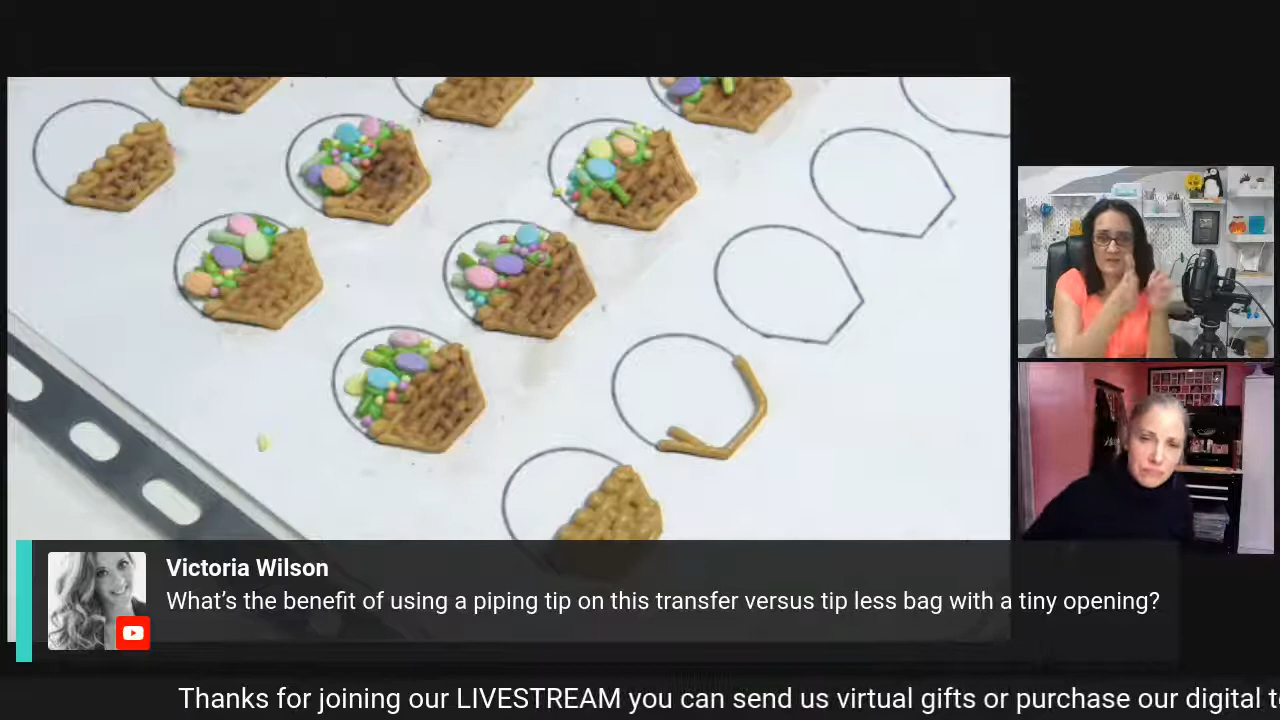 Victoria Wilson
What’s the benefit of using a piping tip on this transfer versus tip less bag with a tiny opening?
Thanks for joining our LIVESTREAM you can send us virtual gifts or purchase our digital